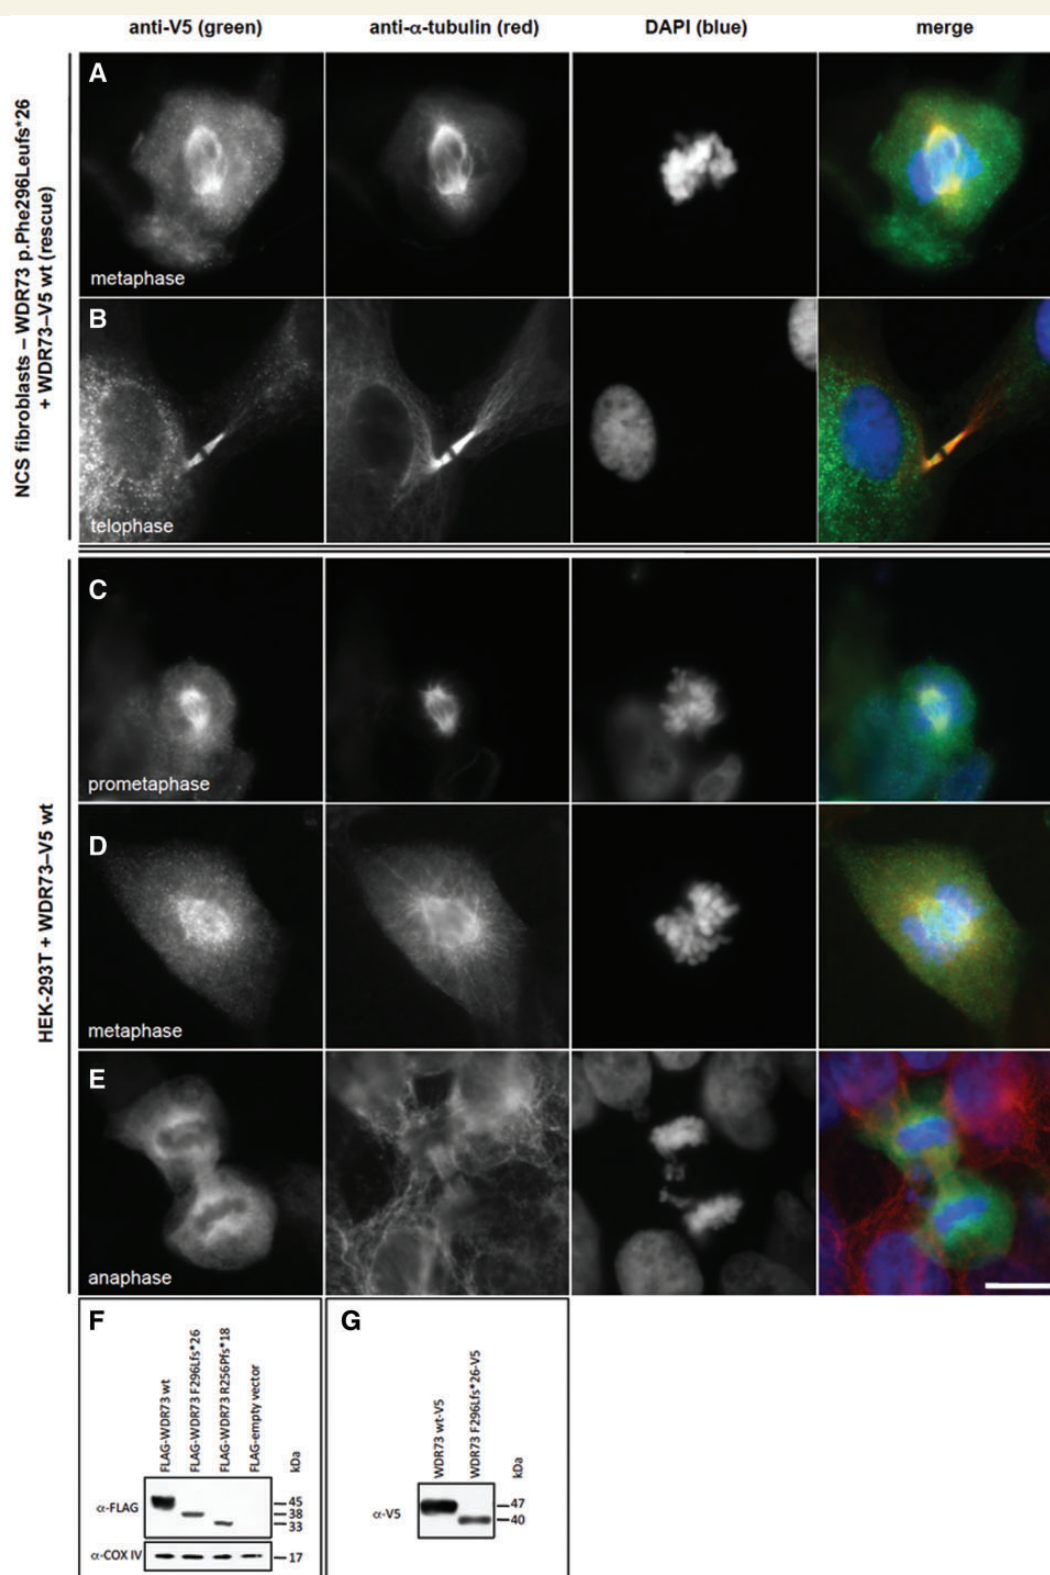 anti-V5 (green) anti-α-tubulin (red) DAPI (blue) merge
NCS fibroblasts – WDR73 p.Phe296Leufs*26
+ WDR73–V5 wt (rescue)
A
metaphase
B
telophase
HEK-293T + WDR73–V5 wt
C
prometaphase
D
metaphase
E
anaphase
F
FLAG-WDR73 wt
FLAG-WDR73 F296Lfs*26
FLAG-WDR73 R256Pfs*18
FLAG-empty vector
kDa
α-FLAG
45
38
33
α-COX IV
17
G
WDR73 wt-V5
WDR73 F296Lfs*26-V5
kDa
α-V5
47
40